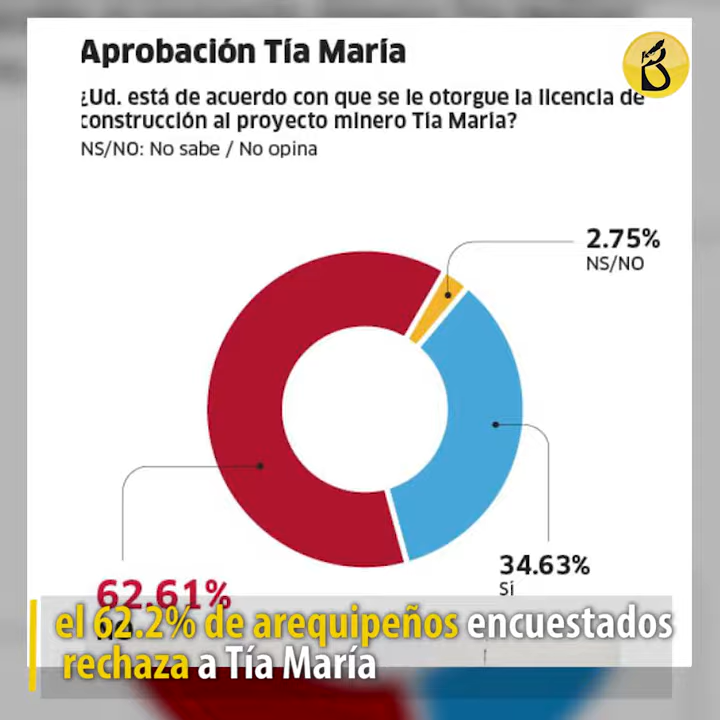 Aprobación Tía María
¿Ud. está de acuerdo con que se le otorgue la licencia de
construcción al proyecto minero Tía María?
NS/NO: No sabe / No opina
2.75%
NS/NO
34.63%
Sí
62.61%
el 62.2% de arequipeños encuestados
rechaza a Tía María